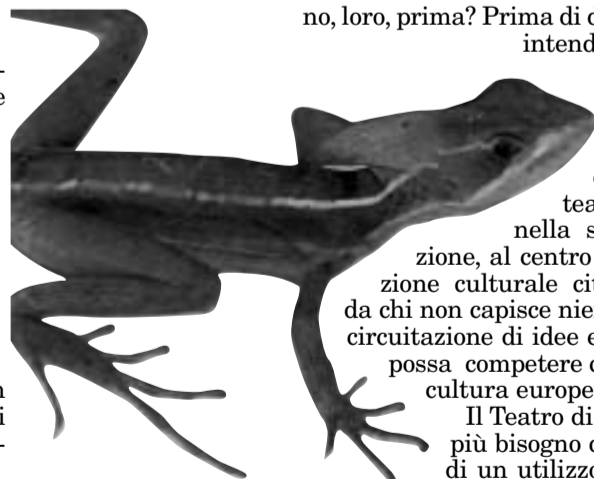 -
e
n
i
-
no, loro, prima? Prima di
intend
tea
nella s
zione, al centro
zione culturale cit
da chi non capisce nie
circuitazione di idee e
possa competere
cultura europe
Il Teatro di
più bisogno
di un utilizzo